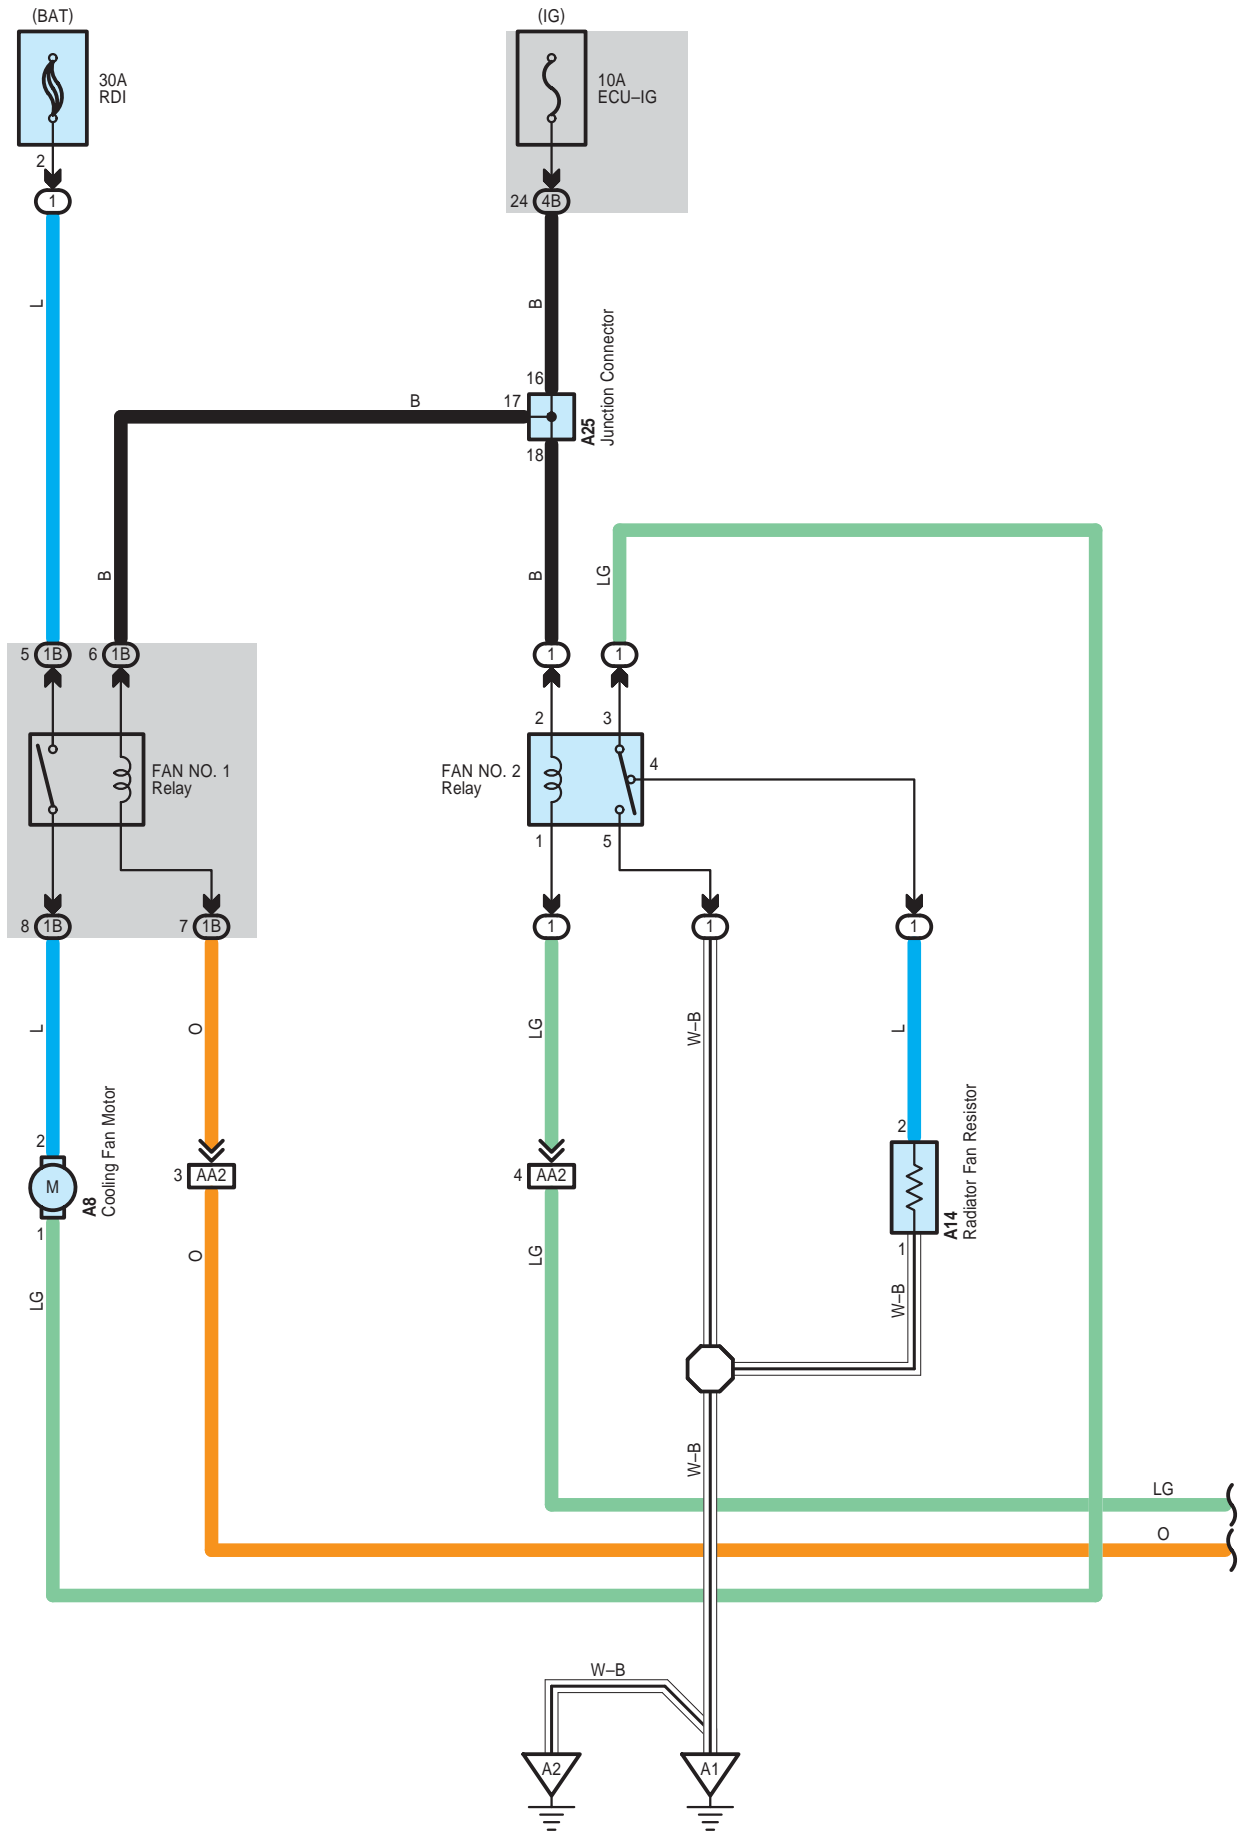 (BAT)
(IG)
30A
RDI
10A
ECU–IG
2
1
24
4B
L
B
Junction Connector
A25
16
17
18
B
B
B
LG
5
1B
6
1B
1
1
2
3
4
FAN NO. 1
Relay
FAN NO. 2
Relay
1
5
8
1B
7
1B
1
1
1
L
O
LG
W–B
L
2
M
1
A8
Cooling Fan Motor
3
AA2
4
AA2
2
1
A14
Radiator Fan Resistor
LG
O
LG
W–B
W–B
LG
O
W–B
A2
A1